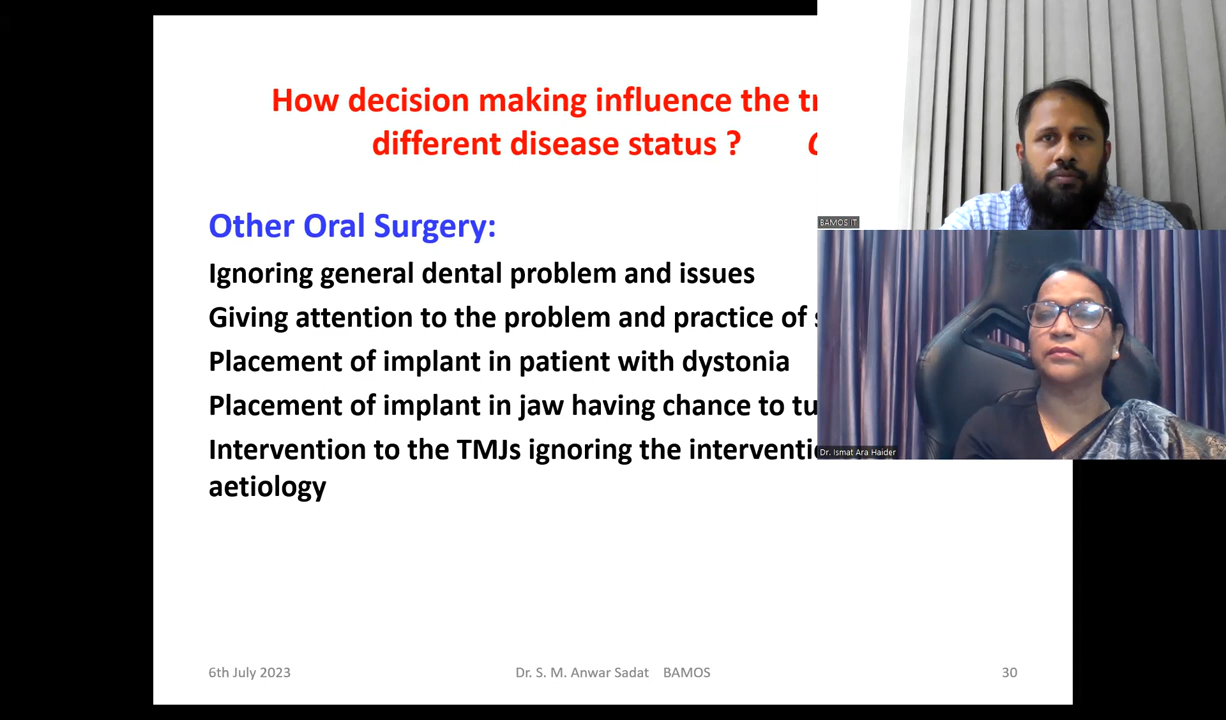 How decision making influence the
different disease status ?
Other Oral Surgery:
Ignoring general dental problem and issues
Giving attention to the problem and practice of
Placement of implant in patient with dystonia
Placement of implant in jaw having chance to
Intervention to the TMJs ignoring the
aetiology
BAMOS IT
Dr. Ismat Ara Haider
6th July 2023 Dr. S. M. Anwar Sadat BAMOS 30